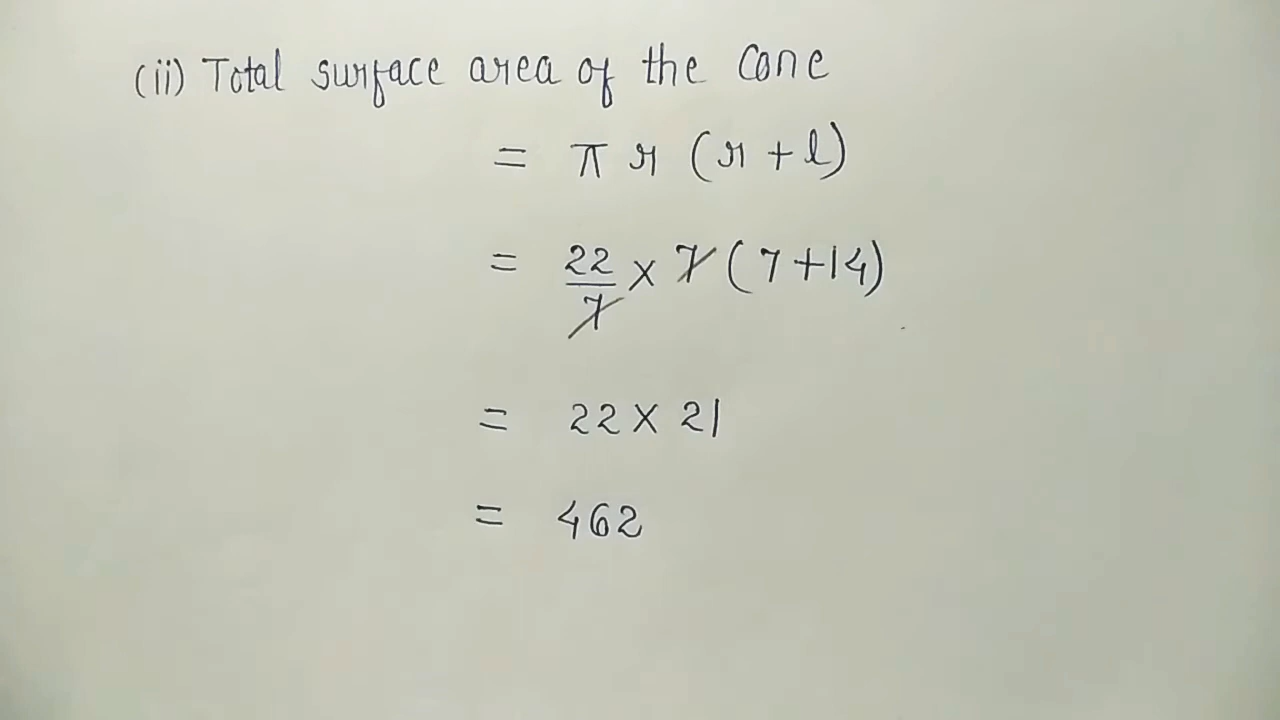 (ii) Total surface area of the cone
= π r (r + l)
= 22/7 × 7 ( 7 + 14)
= 22 × 21
= 462